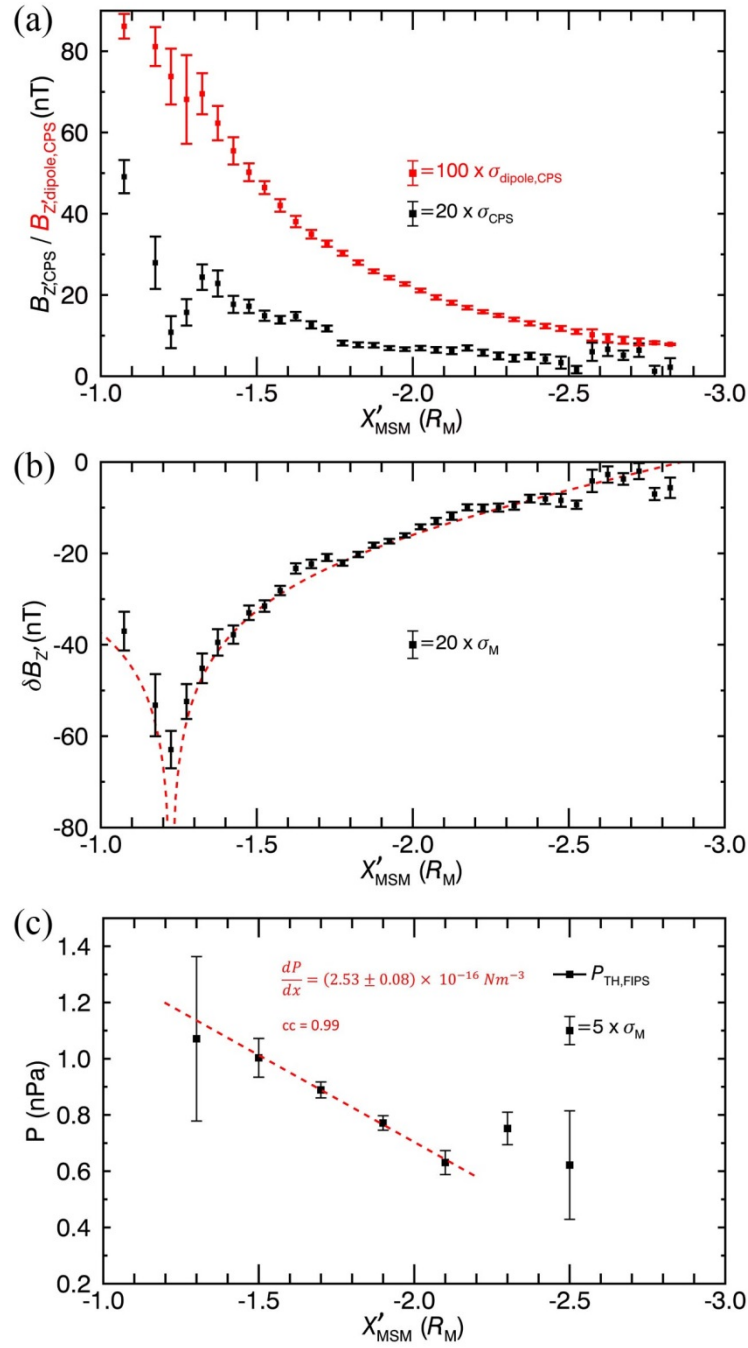 (a)
B_Z',CPS / B_Z',dipole,CPS (nT)
80
60
40
20
0
=100 x σ_dipole,CPS
=20 x σ_CPS
-1.0 -1.5 -2.0 -2.5 -3.0
X'_MSM (R_M)
(b)
δB_Z' (nT)
0
-20
-40
-60
-80
=20 x σ_M
-1.0 -1.5 -2.0 -2.5 -3.0
X'_MSM (R_M)
(c)
P (nPa)
1.4
1.2
1.0
0.8
0.6
0.4
0.2
dP/dx = (2.53 ± 0.08) × 10^-16 Nm^-3
cc = 0.99
P_TH,FIPS
=5 x σ_M
-1.0 -1.5 -2.0 -2.5 -3.0
X'_MSM (R_M)